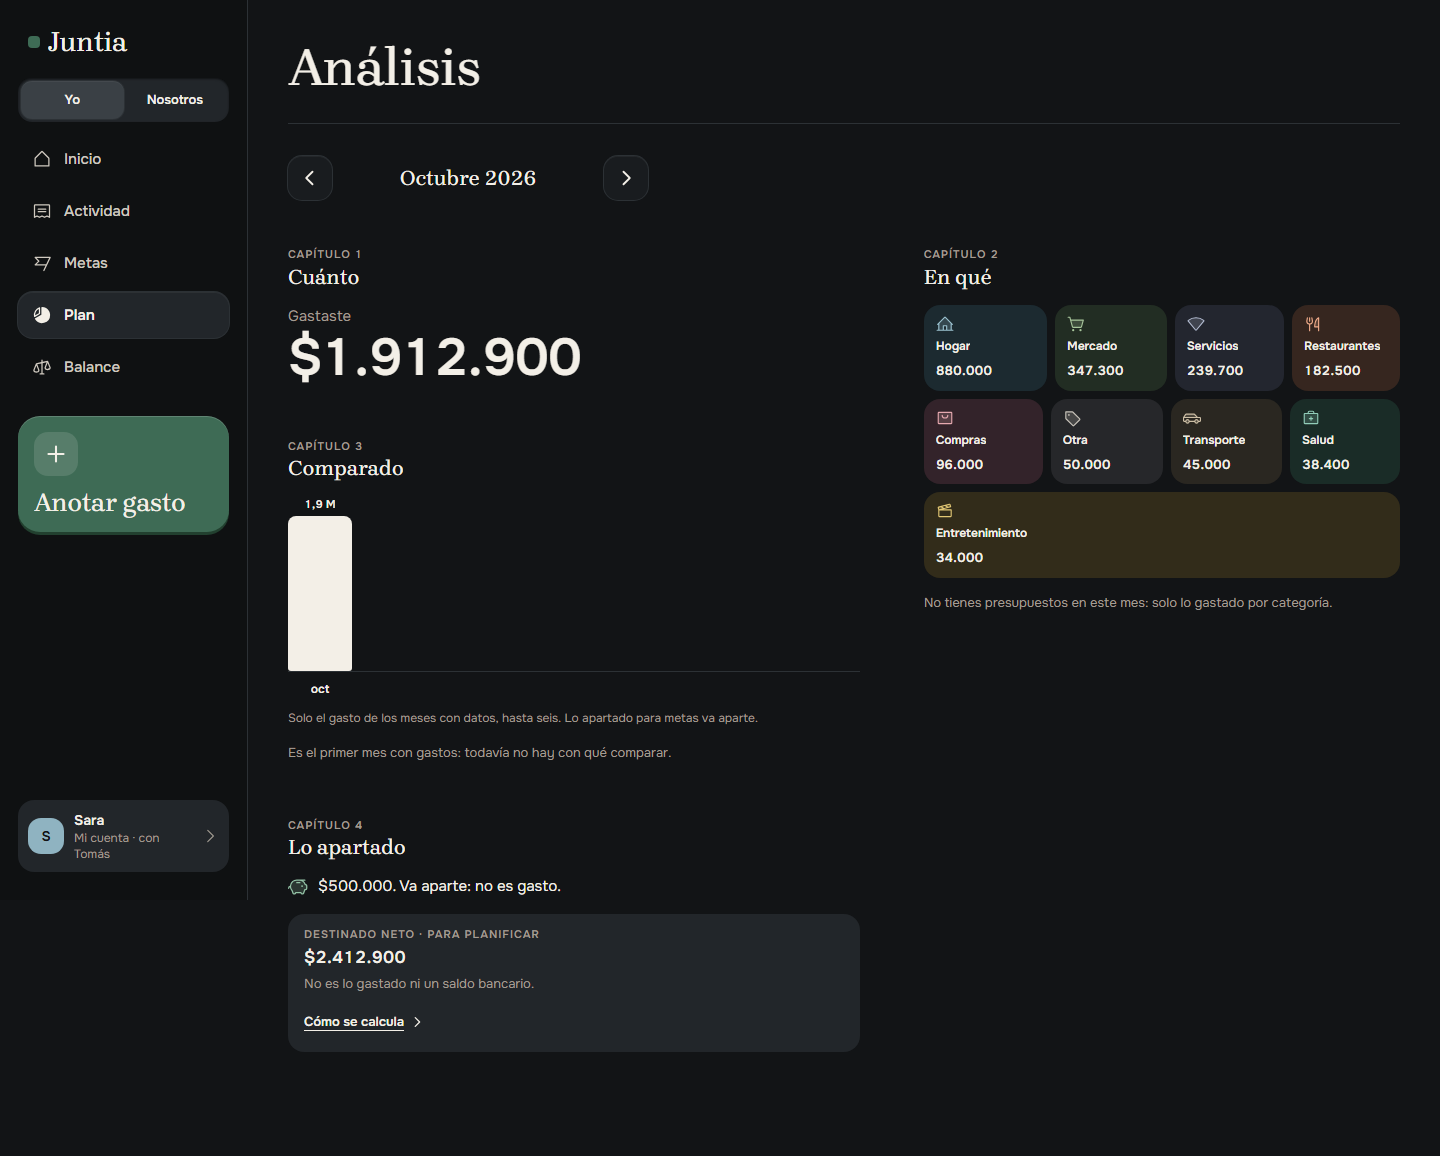 Juntia
Yo
Nosotros
Inicio
Actividad
Metas
Plan
Balance
Anotar gasto
Sara
Mi cuenta · con
Tomás
S
Análisis
Octubre 2026
CAPÍTULO 1
Cuánto
Gastaste
$1.912.900
CAPÍTULO 2
En qué
Hogar
880.000
Mercado
347.300
Servicios
239.700
Restaurantes
182.500
Compras
96.000
Otra
50.000
Transporte
45.000
Salud
38.400
Entretenimiento
34.000
No tienes presupuestos en este mes: solo lo gastado por categoría.
CAPÍTULO 3
Comparado
1,9 M
oct
Solo el gasto de los meses con datos, hasta seis. Lo apartado para metas va aparte.
Es el primer mes con gastos: todavía no hay con qué comparar.
CAPÍTULO 4
Lo apartado
$500.000. Va aparte: no es gasto.
DESTINADO NETO · PARA PLANIFICAR
$2.412.900
No es lo gastado ni un saldo bancario.
Cómo se calcula